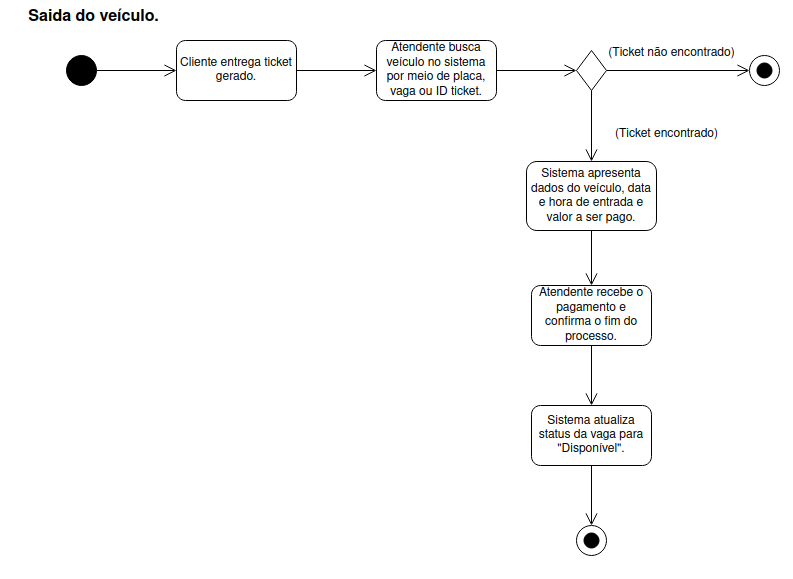 Saida do veículo.
Cliente entrega ticket
gerado.
Atendente busca
veículo no sistema
por meio de placa,
vaga ou ID ticket.
(Ticket não encontrado)
(Ticket encontrado)
Sistema apresenta
dados do veículo, data
e hora de entrada e
valor a ser pago.
Atendente recebe o
pagamento e
confirma o fim do
processo.
Sistema atualiza
status da vaga para
"Disponível".